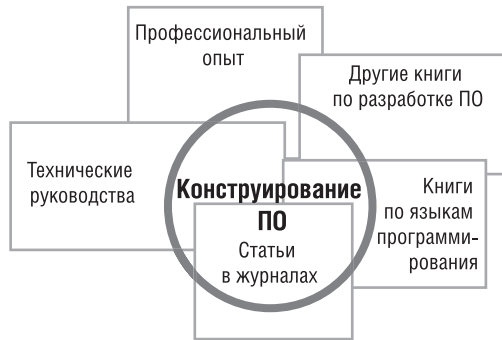 Профессиональный
опыт
Другие книги
по разработке ПО
Технические
руководства
Конструирование
ПО
Книги
по языкам
программи-
рования
Статьи
в журналах